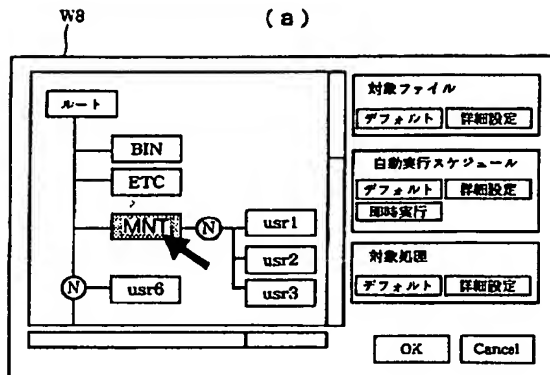 W8
(a)
ルート
BIN
ETC
MNT
N
usr1
usr2
usr3
N
usr6
対象ファイル
デフォルト 詳細設定
自動実行スケジュール
デフォルト 詳細設定
即時実行
対象処理
デフォルト 詳細設定
OK Cancel